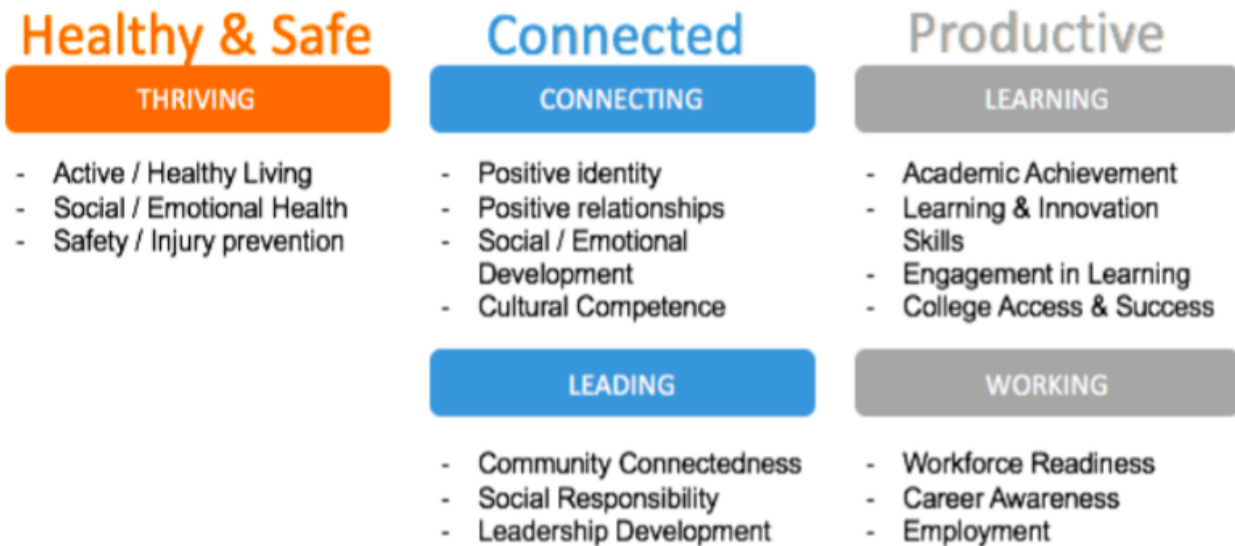 Healthy & Safe
THRIVING
- Active / Healthy Living
- Social / Emotional Health
- Safety / Injury prevention
Connected
CONNECTING
- Positive identity
- Positive relationships
- Social / Emotional
Development
- Cultural Competence
LEADING
- Community Connectedness
- Social Responsibility
- Leadership Development
Productive
LEARNING
- Academic Achievement
- Learning & Innovation
Skills
- Engagement in Learning
- College Access & Success
WORKING
- Workforce Readiness
- Career Awareness
- Employment